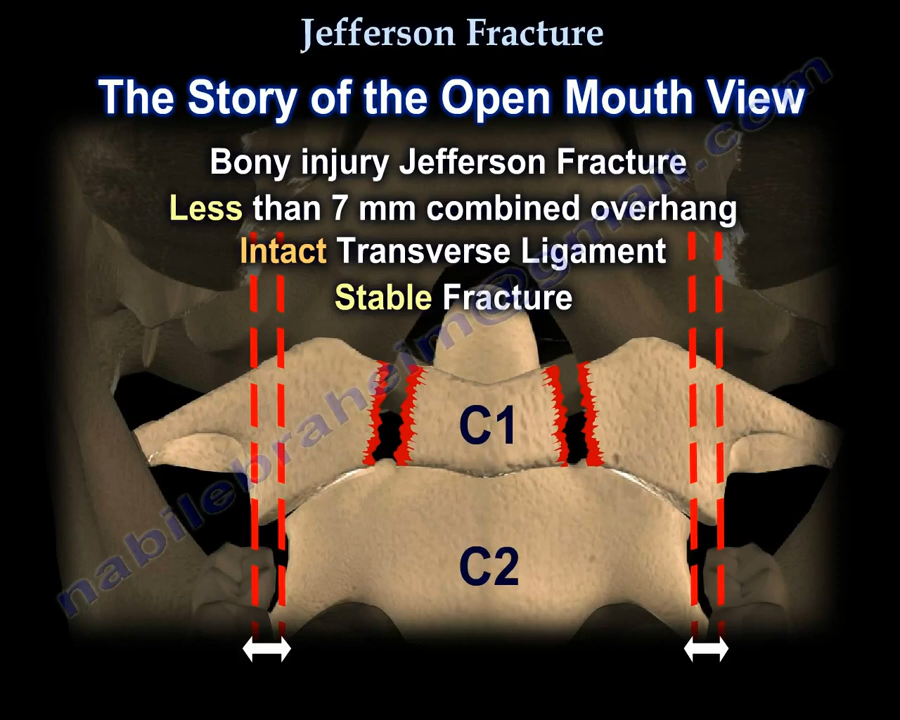 Jefferson Fracture
The Story of the Open Mouth View
Bony injury Jefferson Fracture
Less than 7 mm combined overhang
Intact Transverse Ligament
Stable Fracture
C1
C2
nabilebraheim@gmail.com